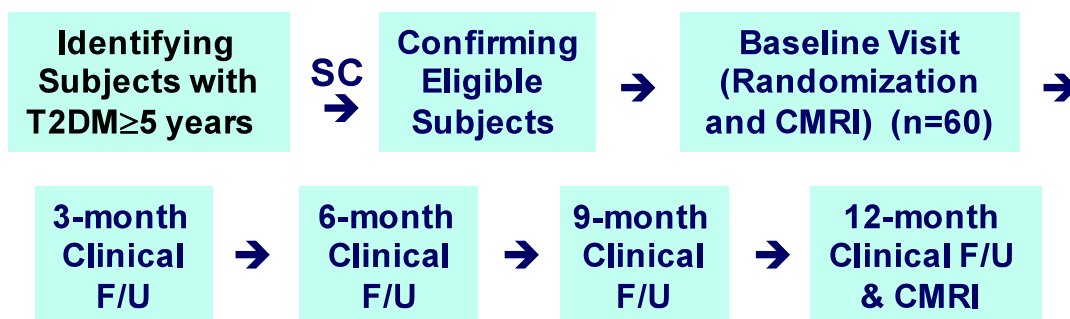 Identifying
Subjects with
T2DM≥5 years
SC
➔
Confirming
Eligible
Subjects
➔
Baseline Visit
(Randomization
and CMRI) (n=60)
➔
3-month
Clinical
F/U
➔
6-month
Clinical
F/U
➔
9-month
Clinical
F/U
➔
12-month
Clinical F/U
& CMRI